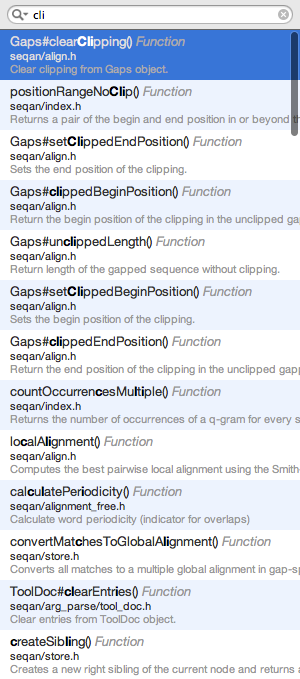 cli
Gaps#clearClipping() Function
seqan/align.h
Clear clipping from Gaps object.
positionRangeNoClip() Function
seqan/index.h
Returns a pair of the begin and end position in or beyond th
Gaps#setClippedEndPosition() Function
seqan/align.h
Sets the end position of the clipping.
Gaps#clippedBeginPosition() Function
seqan/align.h
Return the begin position of the clipping in the unclipped ga
Gaps#unclippedLength() Function
seqan/align.h
Return length of the gapped sequence without clipping.
Gaps#setClippedBeginPosition() Function
seqan/align.h
Sets the begin position of the clipping.
Gaps#clippedEndPosition() Function
seqan/align.h
Return the end position of the clipping in the unclipped gapp
countOccurrencesMultiple() Function
seqan/index.h
Returns the number of occurrences of a q-gram for every s
localAlignment() Function
seqan/align.h
Computes the best pairwise local alignment using the Smith-
calculatePeriodicity() Function
seqan/alignment_free.h
Calculate word periodicity (indicator for overlaps)
convertMatchesToGlobalAlignment() Function
seqan/store.h
Converts all matches to a multiple global alignment in gap-sp
ToolDoc#clearEntries() Function
seqan/arg_parse/tool_doc.h
Clear entries from ToolDoc object.
createSibling() Function
seqan/store.h
Creates a new right sibling of the current node and returns a